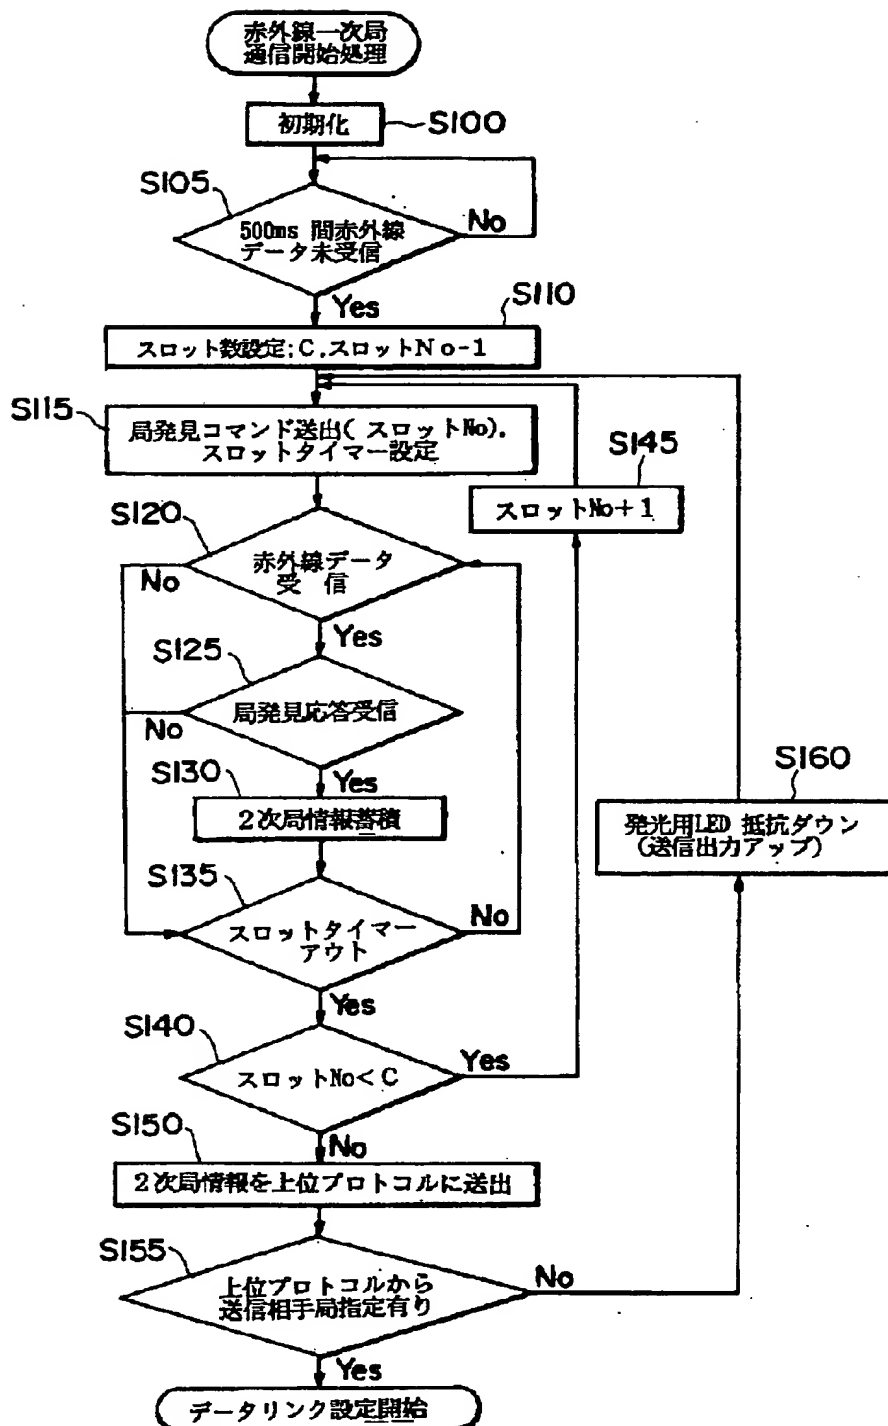 赤外線一次局
通信開始処理
初期化
S100
S105
500ms 間赤外線
データ未受信
No
Yes
S110
スロット数設定:C.スロットNo-1
S115
局発見コマンド送出(スロットNo).
スロットタイマー設定
S145
スロットNo+1
S120
赤外線データ
受 信
No
Yes
S125
局発見応答受信
No
Yes
S130
2次局情報蓄積
S160
発光用LED 抵抗ダウン
(送信出力アップ)
S135
スロットタイマー
アウト
No
Yes
S140
スロットNo<C
Yes
No
S150
2次局情報を上位プロトコルに送出
S155
上位プロトコルから
送信相手局指定有り
No
Yes
データリンク設定開始